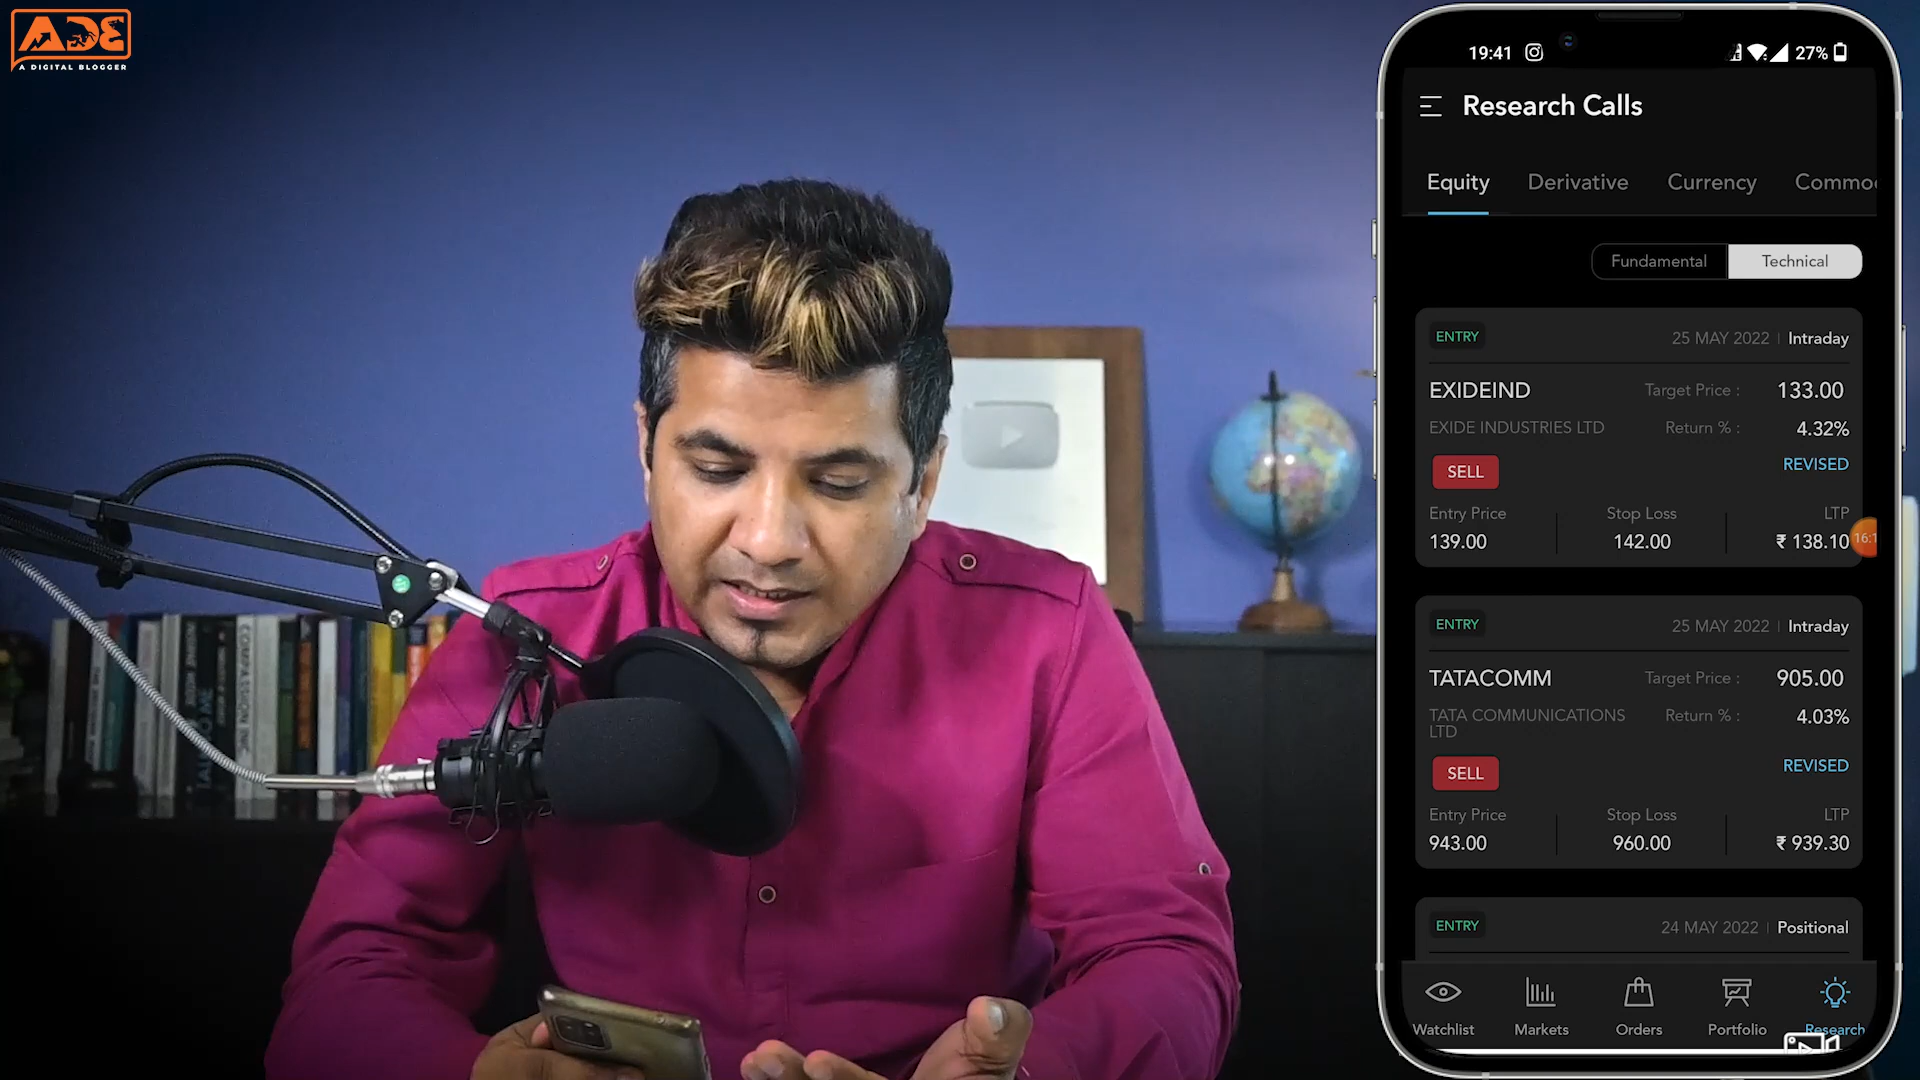 ADE
A DIGITAL BLOGGER
19:41
27%
Research Calls
Equity Derivative Currency Commo
Fundamental Technical
ENTRY 25 MAY 2022 | Intraday
EXIDEIND Target Price : 133.00
EXIDE INDUSTRIES LTD Return % : 4.32%
SELL REVISED
Entry Price Stop Loss LTP
139.00 142.00 ₹ 138.10
16:1
ENTRY 25 MAY 2022 | Intraday
TATACOMM Target Price : 905.00
TATA COMMUNICATIONS Return % : 4.03%
LTD
SELL REVISED
Entry Price Stop Loss LTP
943.00 960.00 ₹ 939.30
ENTRY 24 MAY 2022 | Positional
Watchlist Markets Orders Portfolio Research
COMPASSION INC.